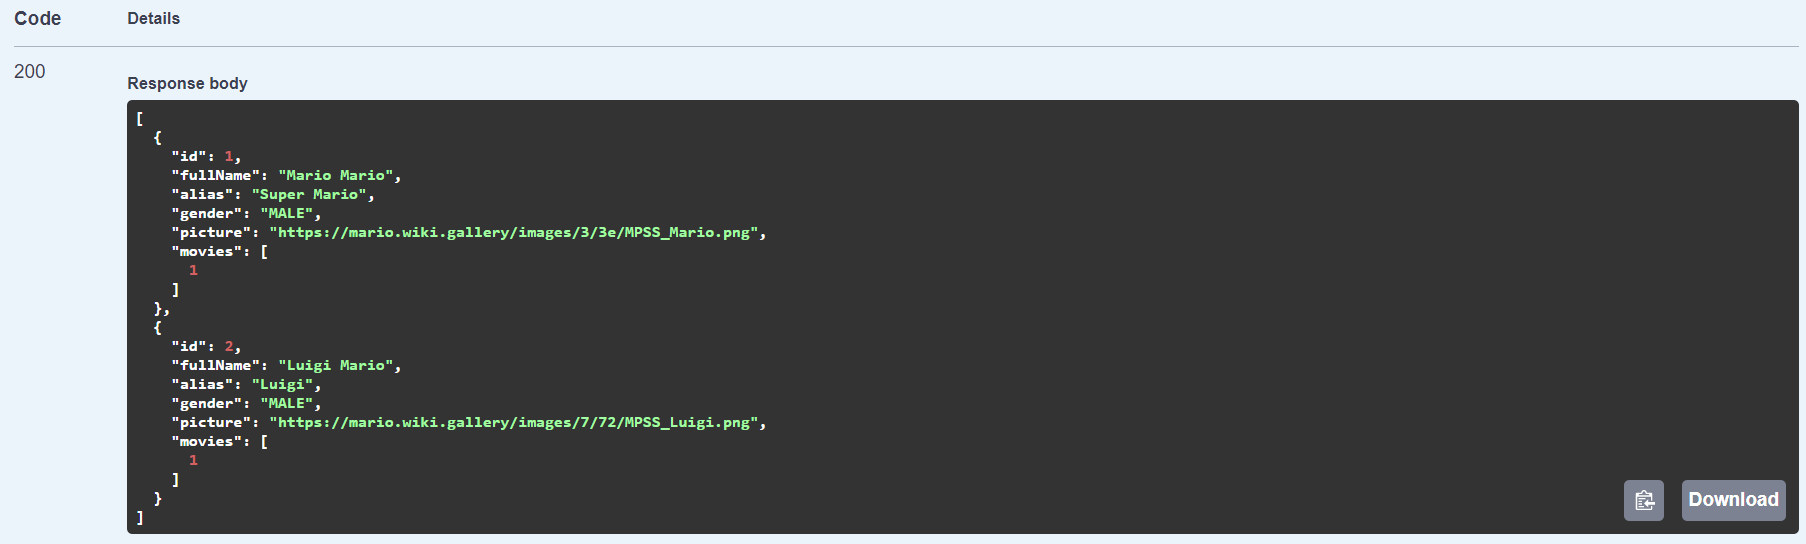 Code Details
200
Response body
[
  {
    "id": 1,
    "fullName": "Mario Mario",
    "alias": "Super Mario",
    "gender": "MALE",
    "picture": "https://mario.wiki.gallery/images/3/3e/MPSS_Mario.png",
    "movies": [
      1
    ]
  },
  {
    "id": 2,
    "fullName": "Luigi Mario",
    "alias": "Luigi",
    "gender": "MALE",
    "picture": "https://mario.wiki.gallery/images/7/72/MPSS_Luigi.png",
    "movies": [
      1
    ]
  }
]
Download